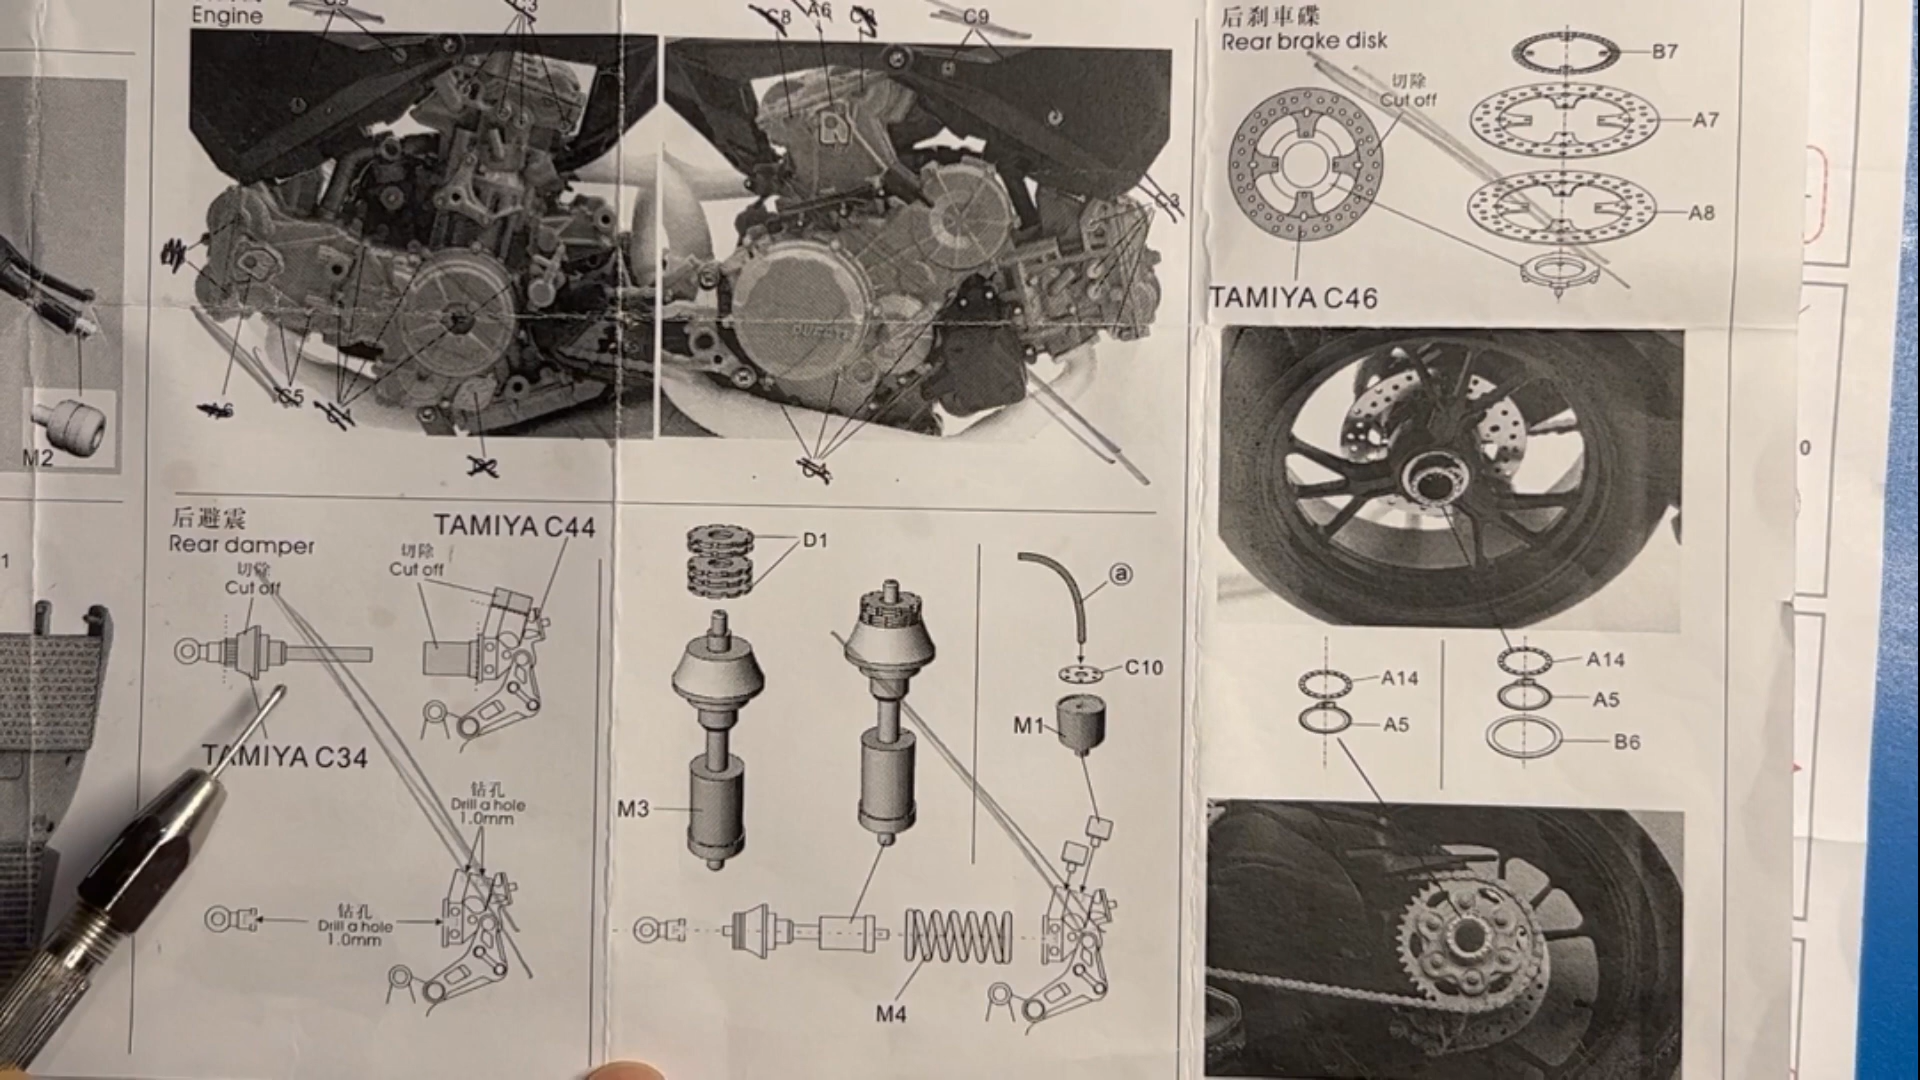 Engine
C8
A6
C9
C3
C5
M2
后刹車碟
Rear brake disk
切除
Cut off
B7
A7
A8
TAMIYA C46
后避震
Rear damper
切除
Cut off
TAMIYA C44
切除
Cut off
TAMIYA C34
钻孔
Drill a hole
1.0mm
钻孔
Drill a hole
1.0mm
D1
M3
M4
ⓐ
C10
M1
A14
A5
A14
A5
B6
1
0